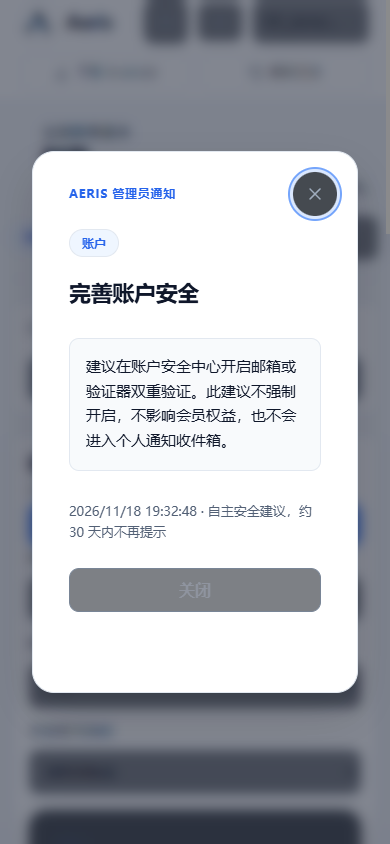 AERIS 管理员通知
账户
完善账户安全
建议在账户安全中心开启邮箱或
验证器双重验证。此建议不强制
开启，不影响会员权益，也不会
进入个人通知收件箱。
2026/11/18 19:32:48 · 自主安全建议，约
30 天内不再提示
关闭